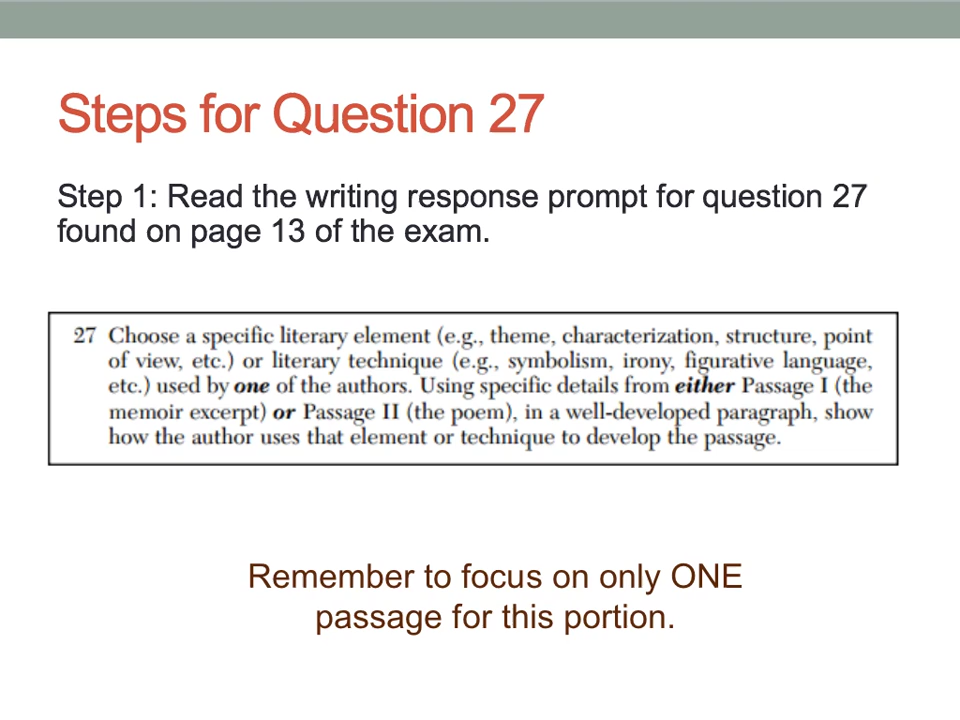 Steps for Question 27
Step 1: Read the writing response prompt for question 27
found on page 13 of the exam.
27 Choose a specific literary element (e.g., theme, characterization, structure, point
of view, etc.) or literary technique (e.g., symbolism, irony, figurative language,
etc.) used by one of the authors. Using specific details from either Passage I (the
memoir excerpt) or Passage II (the poem), in a well-developed paragraph, show
how the author uses that element or technique to develop the passage.
Remember to focus on only ONE
passage for this portion.